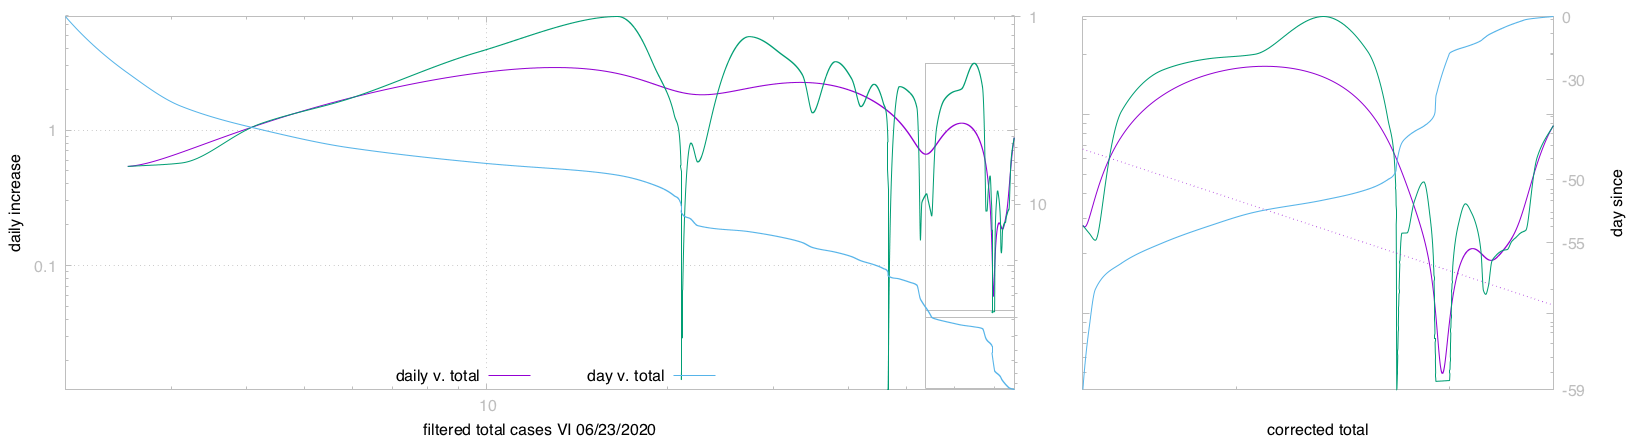 daily increase
1
0.1
10
filtered total cases VI 06/23/2020
daily v. total
day v. total
1
10
corrected total
0
-30
-50
-55
-59
day since